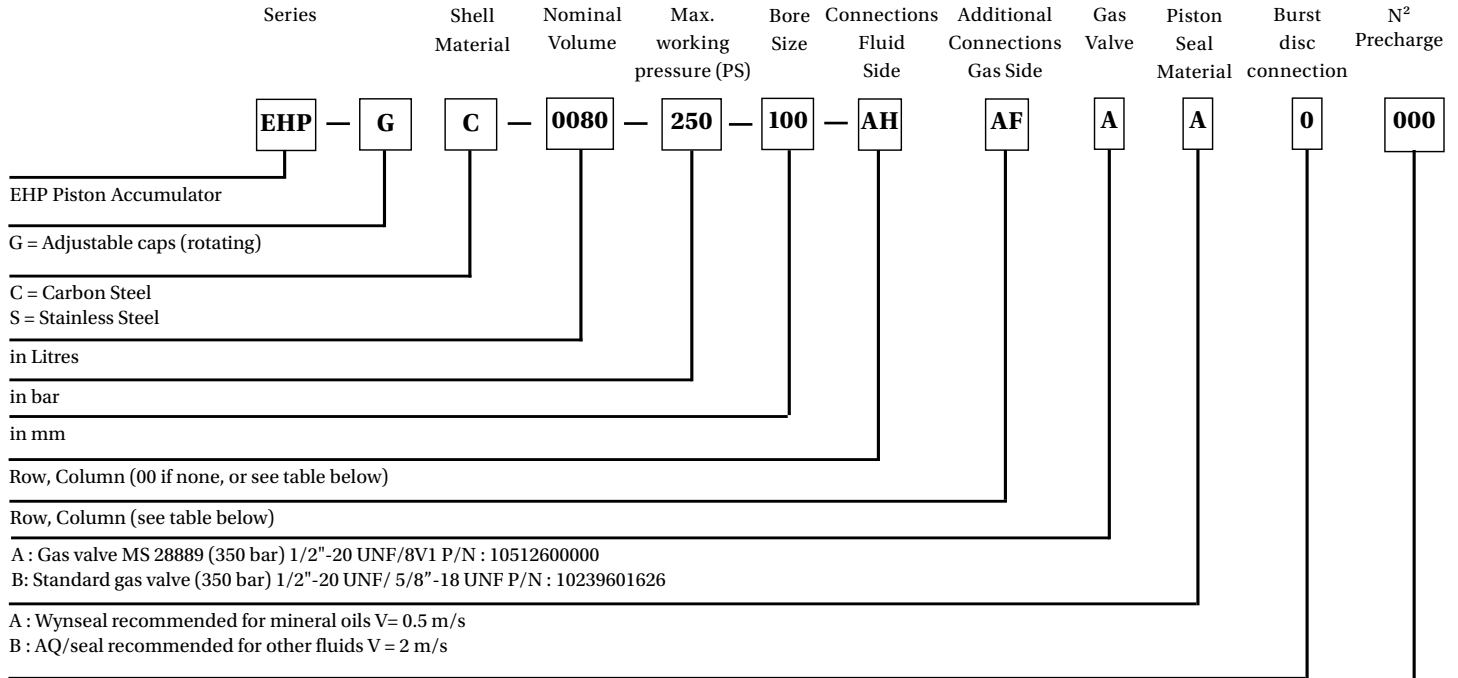 Series Shell Nominal Max. Bore Connections Additional Gas Piston Burst N²
Material Volume working Size Fluid Connections Valve Seal disc Precharge
pressure (PS) Side Gas Side Material connection
EHP — G C — 0080 — 250 — 100 — AH AF A A 0 000
EHP Piston Accumulator
G = Adjustable caps (rotating)
C = Carbon Steel
S = Stainless Steel
in Litres
in bar
in mm
Row, Column (00 if none, or see table below)
Row, Column (see table below)
A : Gas valve MS 28889 (350 bar) 1/2"-20 UNF/8V1 P/N : 10512600000
B: Standard gas valve (350 bar) 1/2"-20 UNF/ 5/8”-18 UNF P/N : 10239601626
A : Wynseal recommended for mineral oils V= 0.5 m/s
B : AQ/seal recommended for other fluids V = 2 m/s